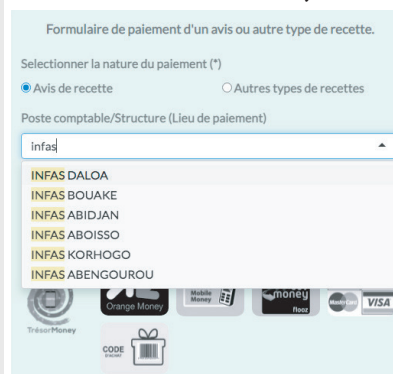 Formulaire de paiement d'un avis ou autre type de recette.
Selectionner la nature du paiement (*)
Avis de recette Autres types de recettes
Poste comptable/Structure (Lieu de paiement)
infas
INFAS DALOA
INFAS BOUAKE
INFAS ABIDJAN
INFAS ABOISSO
INFAS KORHOGO
INFAS ABENGOUROU
TrésorMoney
Orange Money
Mobile Money
money
flooz
MasterCard
VISA
CODE